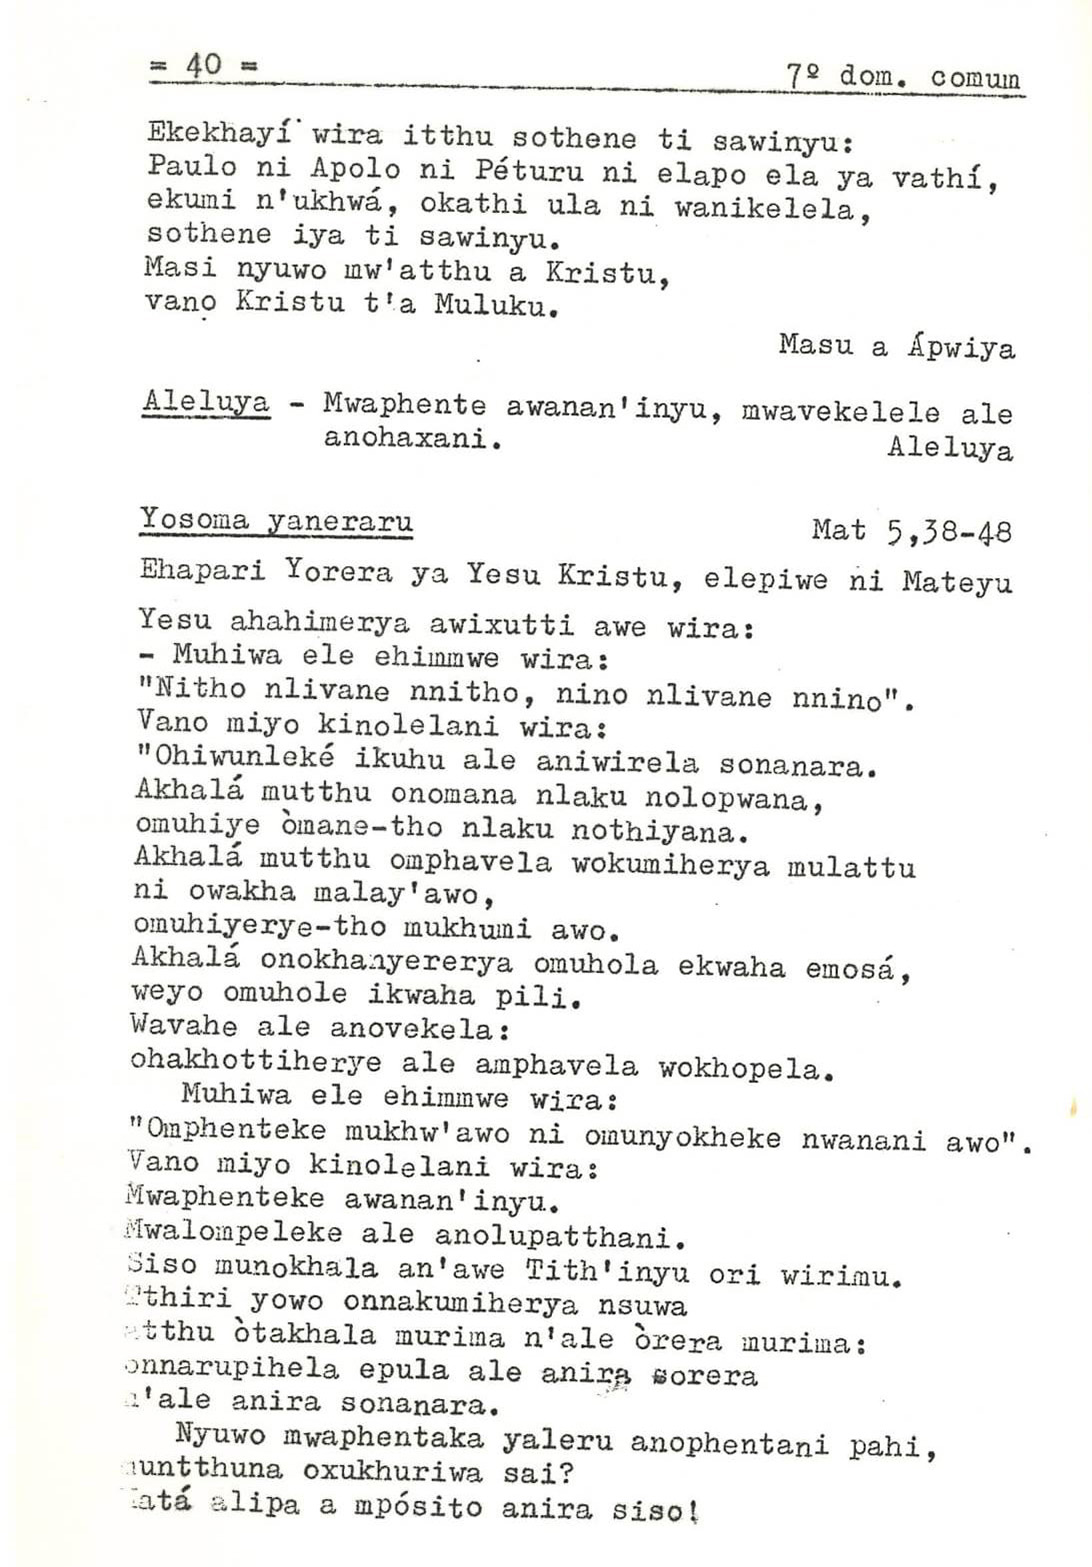 = 40 = 7º dom. comum
Ekekhayí wira itthu sothene ti sawinyu:
Paulo ni Apolo ni Péturu ni elapo ela ya vathí,
ekumi n'ukhwá, okathi ula ni wanikelela,
sothene iya ti sawinyu.
Masi nyuwo mw'atthu a Kristu,
vano Kristu t'a Muluku.
Masu a Ápwiya
Aleluya - Mwaphente awanan'inyu, mwavekelele ale
anohaxani. Aleluya
Yosoma yaneraru Mat 5,38-48
Ehapari Yorera ya Yesu Kristu, elepiwe ni Mateyu
Yesu ahahimerya awixutti awe wira:
- Muhiwa ele ehimmwe wira:
"Nitho nlivane nnitho, nino nlivane nnino".
Vano miyo kinolelani wira:
"Ohiwunleké ikuhu ale aniwirela sonanara.
Akhalá mutthu onomana nlaku nolopwana,
omuhiye òmane-tho nlaku nothiyana.
Akhalá mutthu omphavela wokumiherya mulattu
ni owakha malay'awo,
omuhiyerye-tho mukhumi awo.
Akhalá onokhanyererya omuhola ekwaha emosá,
weyo omuhole ikwaha pili.
Wavahe ale anovekela:
ohakhottiherye ale amphavela wokhopela.
Muhiwa ele ehimmwe wira:
"Omphenteke mukhw'awo ni omunyokheke nwanani awo".
Vano miyo kinolelani wira:
Mwaphenteke awanan'inyu.
Mwalompeleke ale anolupatthani.
Siso munokhala an'awe Tith'inyu ori wirimu.
yowo onnakumiherya nsuwa
atthu òtakhala murima n'ale òrera murima:
onnarupihela epula ale anira sorera
n'ale anira sonanara.
Nyuwo mwaphentaka yaleru anophentani pahi,
muntthuna oxukhuriwa sai?
Hatá alipa a mpósito anira siso!